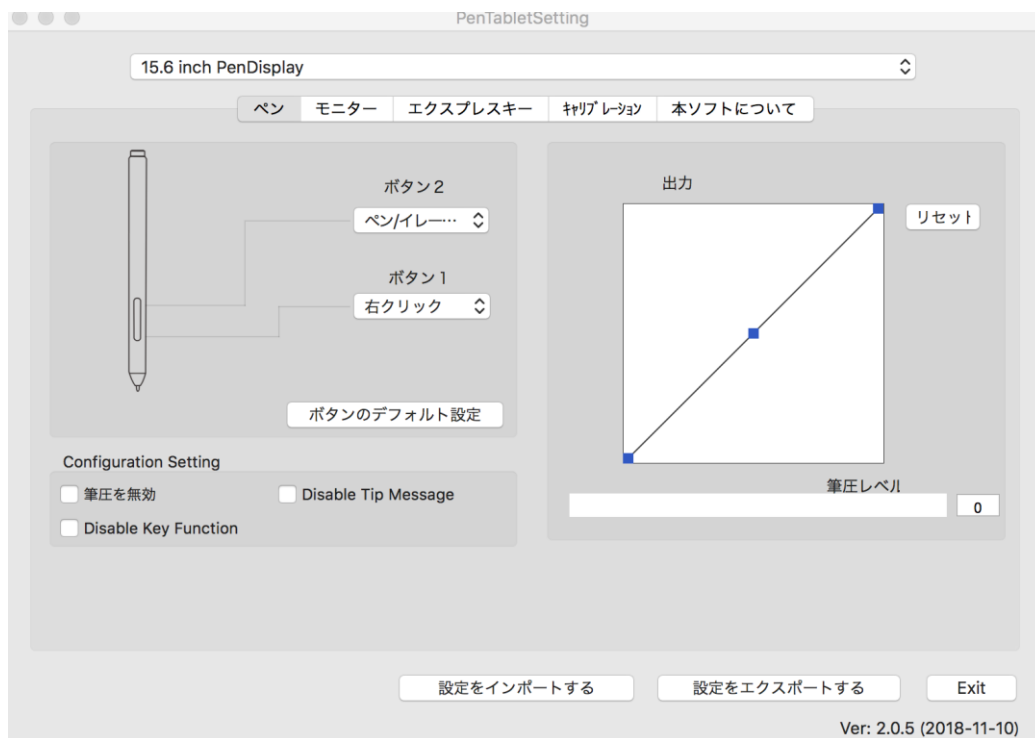 PenTabletSetting
15.6 inch PenDisplay
ペン
モニター
エクスプレスキー
ｷｬﾘﾌﾞﾚｰｼｮﾝ
本ソフトについて
ボタン 2
ペン/イレー…
ボタン 1
右クリック
ボタンのデフォルト設定
出力
リセット
筆圧レベル
0
Configuration Setting
筆圧を無効
Disable Tip Message
Disable Key Function
設定をインポートする
設定をエクスポートする
Exit
Ver: 2.0.5 (2018-11-10)